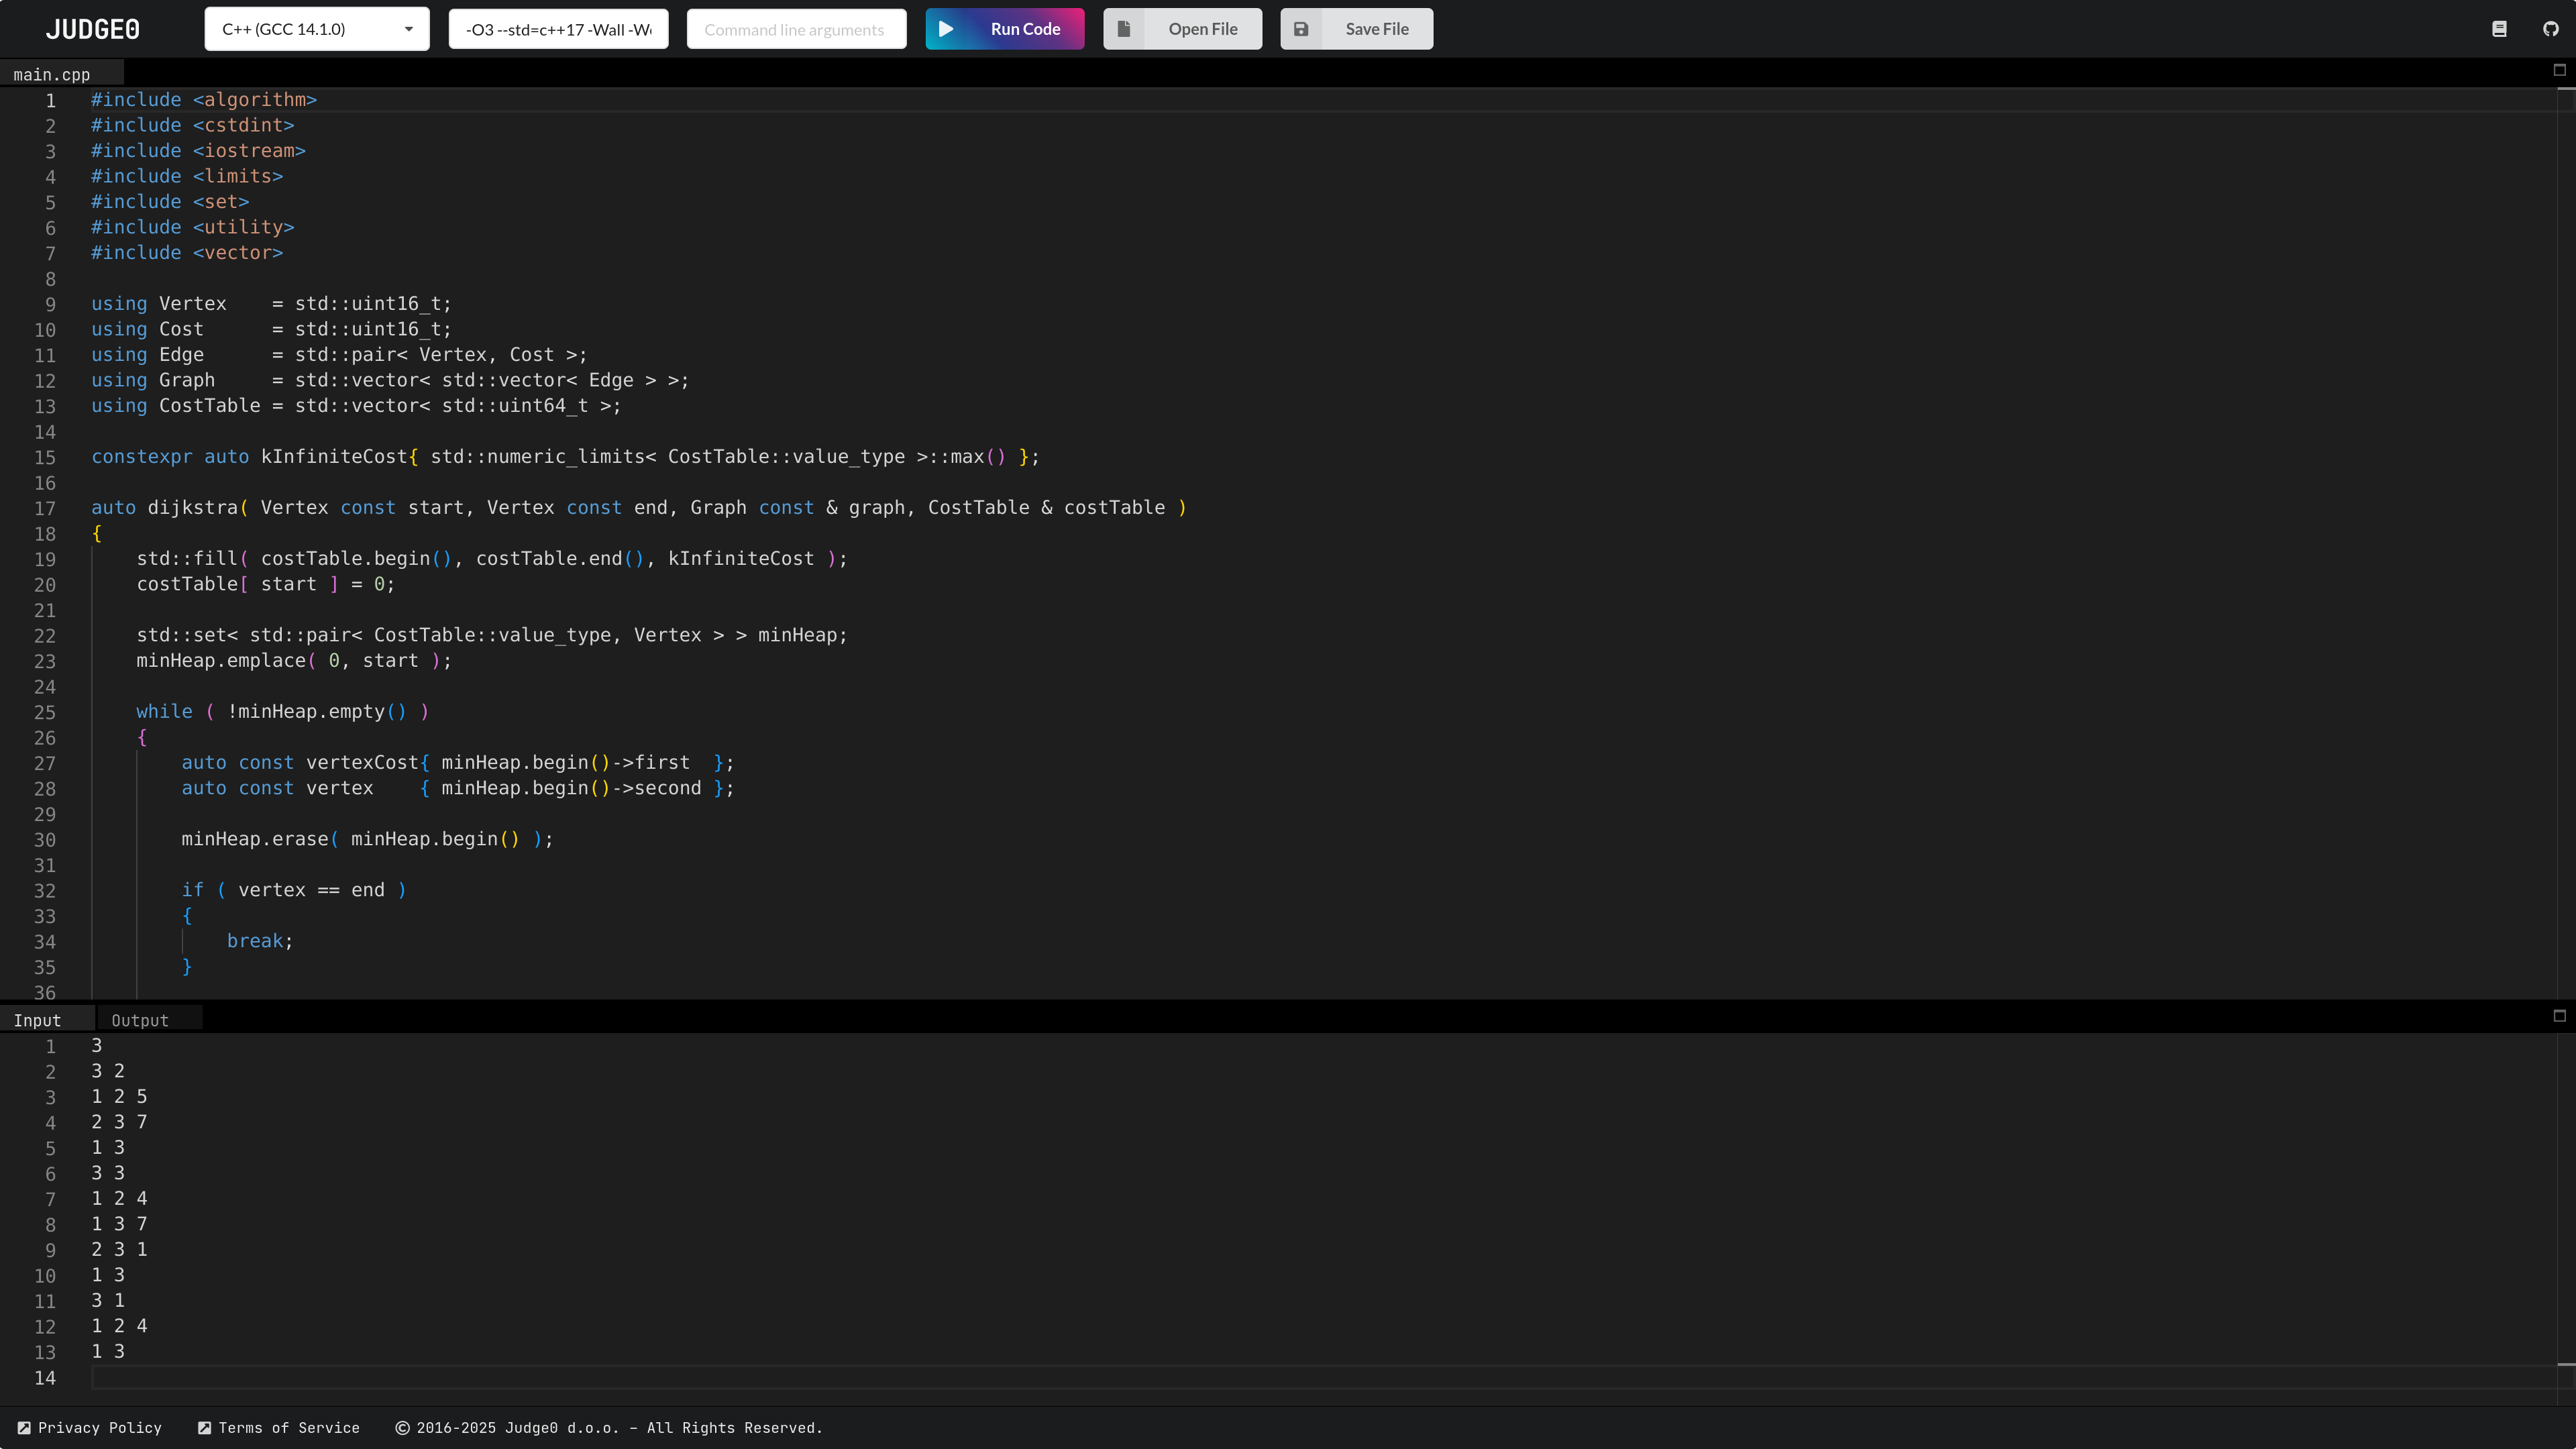 JUDGE0 C++ (GCC 14.1.0) -O3 --std=c++17 -Wall Command line arguments Run Code Open File Save File
main.cpp
1 #include <algorithm>
2 #include <cstdint>
3 #include <iostream>
4 #include <limits>
5 #include <set>
6 #include <utility>
7 #include <vector>
8
9 using Vertex    = std::uint16_t;
10 using Cost      = std::uint16_t;
11 using Edge      = std::pair< Vertex, Cost >;
12 using Graph     = std::vector< std::vector< Edge > >;
13 using CostTable = std::vector< std::uint64_t >;
14
15 constexpr auto kInfiniteCost{ std::numeric_limits< CostTable::value_type >::max() };
16
17 auto dijkstra( Vertex const start, Vertex const end, Graph const & graph, CostTable & costTable )
18 {
19     std::fill( costTable.begin(), costTable.end(), kInfiniteCost );
20     costTable[ start ] = 0;
21
22     std::set< std::pair< CostTable::value_type, Vertex > > minHeap;
23     minHeap.emplace( 0, start );
24
25     while ( !minHeap.empty() )
26     {
27         auto const vertexCost{ minHeap.begin()->first  };
28         auto const vertex    { minHeap.begin()->second };
29
30         minHeap.erase( minHeap.begin() );
31
32         if ( vertex == end )
33         {
34             break;
35         }
36
Input Output
1 3
2 3 2
3 1 2 5
4 2 3 7
5 1 3
6 3 3
7 1 2 4
8 1 3 7
9 2 3 1
10 1 3
11 3 1
12 1 2 4
13 1 3
14
Privacy Policy Terms of Service © 2016-2025 Judge0 d.o.o. – All Rights Reserved.